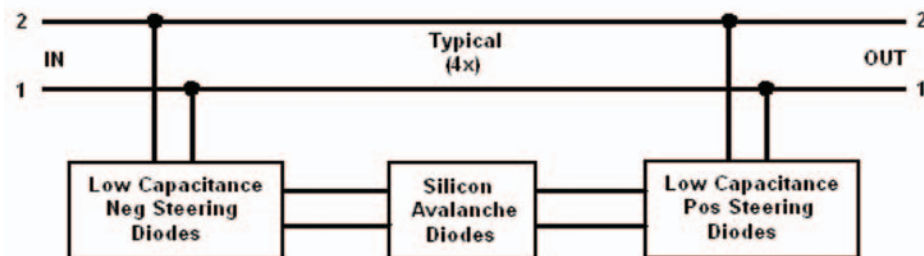 2
2
IN
Typical
(4x)
OUT
1
1
Low Capacitance
Neg Steering
Diodes
Silicon
Avalanche
Diodes
Low Capacitance
Pos Steering
Diodes